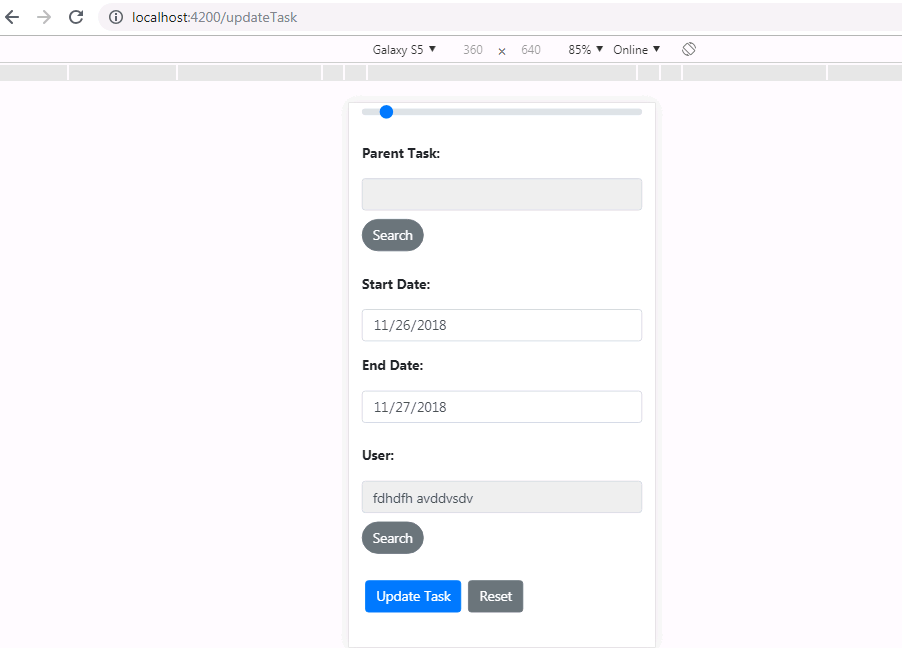 localhost:4200/updateTask
Galaxy S5 ▼ 360 × 640 85% ▼ Online ▼
Parent Task:
Search
Start Date:
11/26/2018
End Date:
11/27/2018
User:
fdhdfh avddvsdv
Search
Update Task Reset